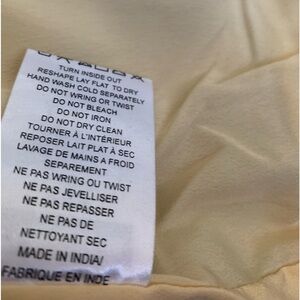 TURN INSIDE OUT
RESHAPE LAY FLAT TO DRY
HAND WASH COLD SEPARATELY
DO NOT WRING OR TWIST
DO NOT BLEACH
DO NOT IRON
DO NOT DRY CLEAN
TOURNER À L'INTÉRIEUR
REPOSER LAIT PLAT À SEC
LAVAGE DE MAINS A FROID
SEPAREMENT
NE PAS WRING OU TWIST
NE PAS JEVELLISER
NE PAS REPASSER
NE PAS DE
NETTOYANT SEC
MADE IN INDIA/
FABRIQUE EN INDE